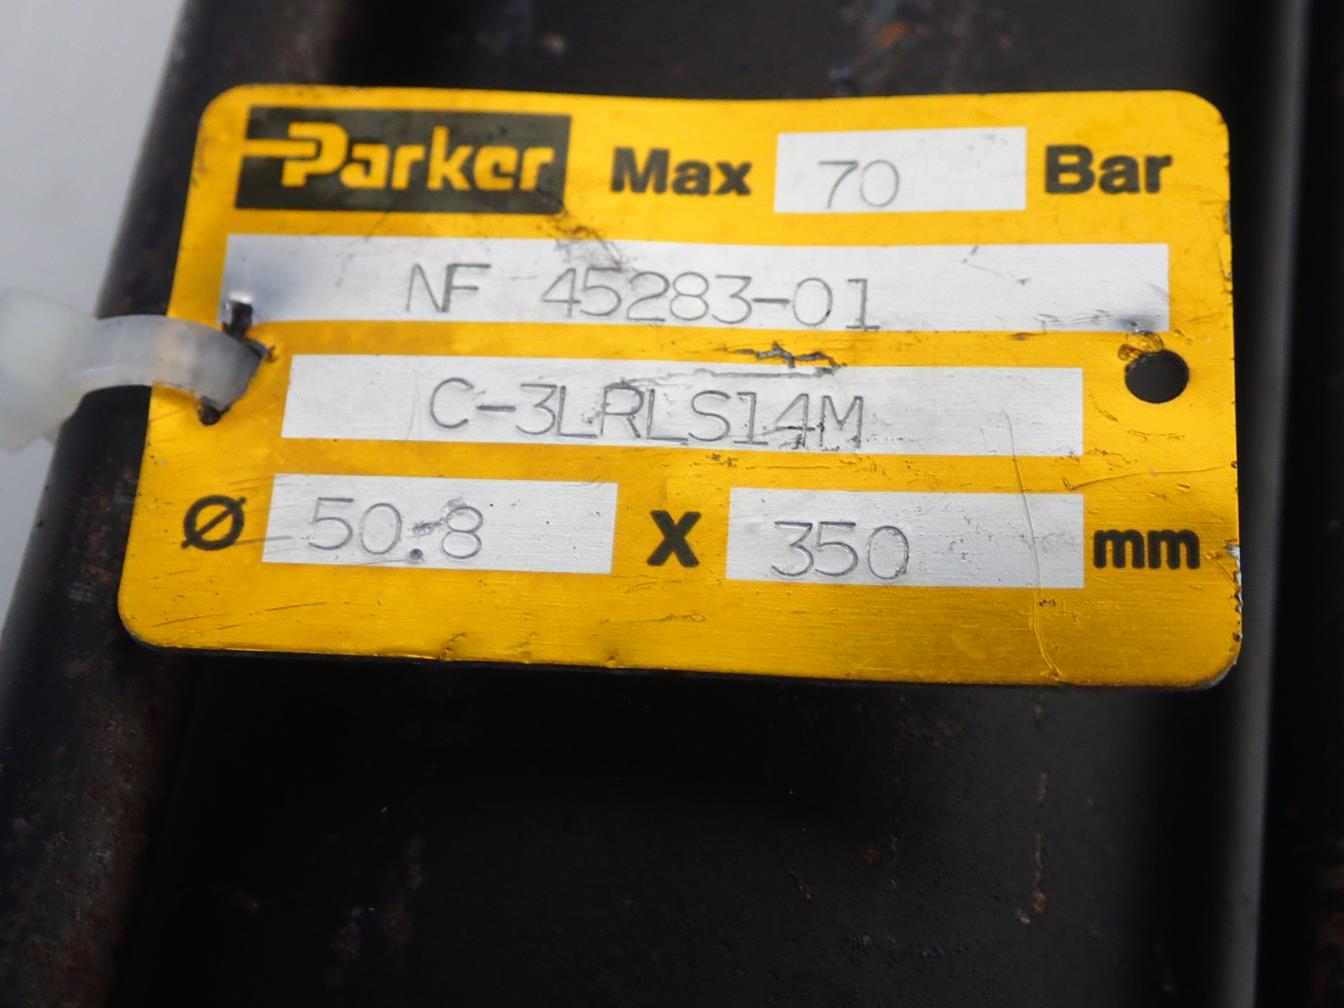 Parker Max 70 Bar
NF 45283-01
C-3LRLS14M
Ø 50.8 X 350 mm